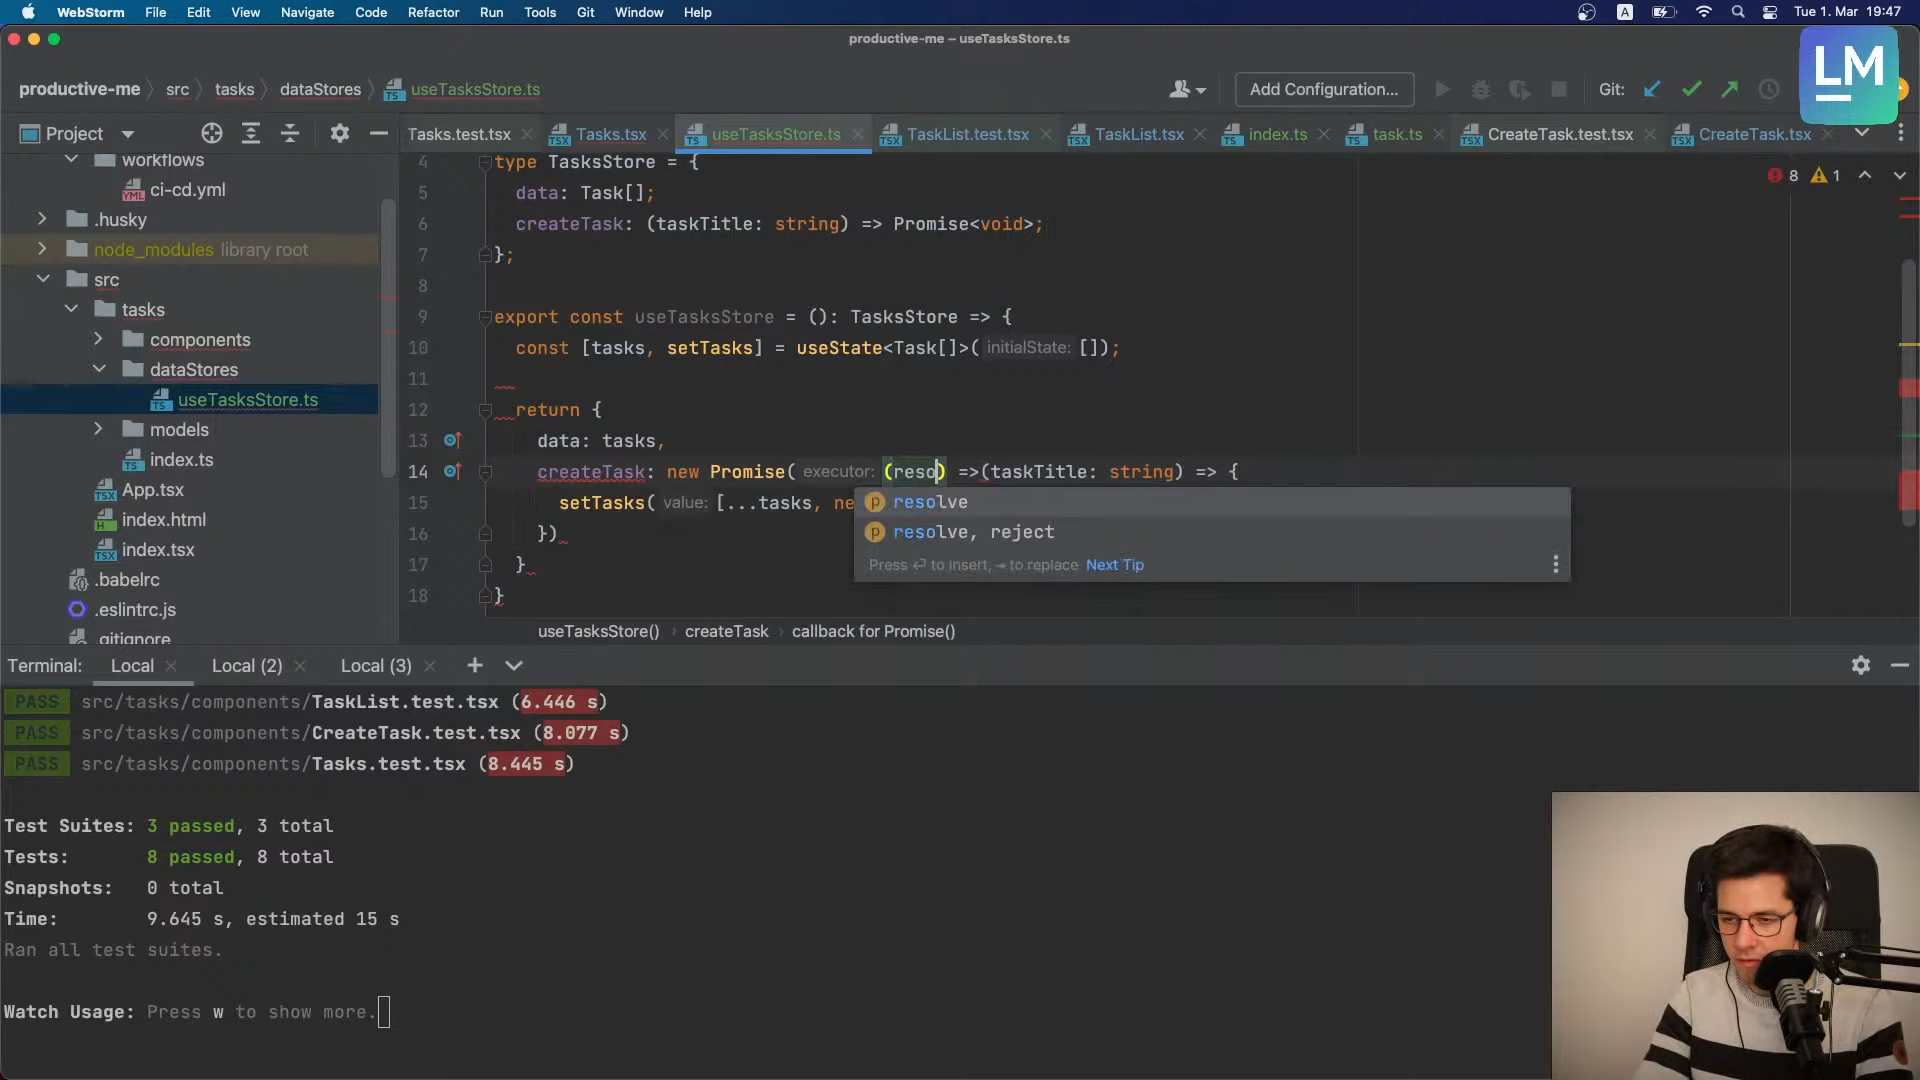 WebStorm File Edit View Navigate Code Refactor Run Tools Git Window Help
A Tue 1. Mar 19:47
productive-me – useTasksStore.ts
LM
productive-me src tasks dataStores useTasksStore.ts
Add Configuration... Git:
Project
Tasks.test.tsx Tasks.tsx useTasksStore.ts TaskList.test.tsx TaskList.tsx index.ts task.ts CreateTask.test.tsx CreateTask.tsx
workflows
ci-cd.yml
.husky
node_modules library root
src
tasks
components
dataStores
useTasksStore.ts
models
index.ts
App.tsx
index.html
index.tsx
.babelrc
.eslintrc.js
.gitignore
8 1
4 type TasksStore = {
5 data: Task[];
6 createTask: (taskTitle: string) => Promise<void>;
7 };
8
9 export const useTasksStore = (): TasksStore => {
10 const [tasks, setTasks] = useState<Task[]>( initialState: []);
11
12 return {
13 data: tasks,
14 createTask: new Promise( executor: (reso) =>(taskTitle: string) => {
15 setTasks( value: [...tasks, ne
16 })
17 }
18 }
resolve
resolve, reject
Press ⏎ to insert, ⇥ to replace Next Tip
useTasksStore() createTask callback for Promise()
Terminal: Local Local (2) Local (3)
PASS src/tasks/components/TaskList.test.tsx (6.446 s)
PASS src/tasks/components/CreateTask.test.tsx (8.077 s)
PASS src/tasks/components/Tasks.test.tsx (8.445 s)
Test Suites: 3 passed, 3 total
Tests: 8 passed, 8 total
Snapshots: 0 total
Time: 9.645 s, estimated 15 s
Ran all test suites.
Watch Usage: Press w to show more.